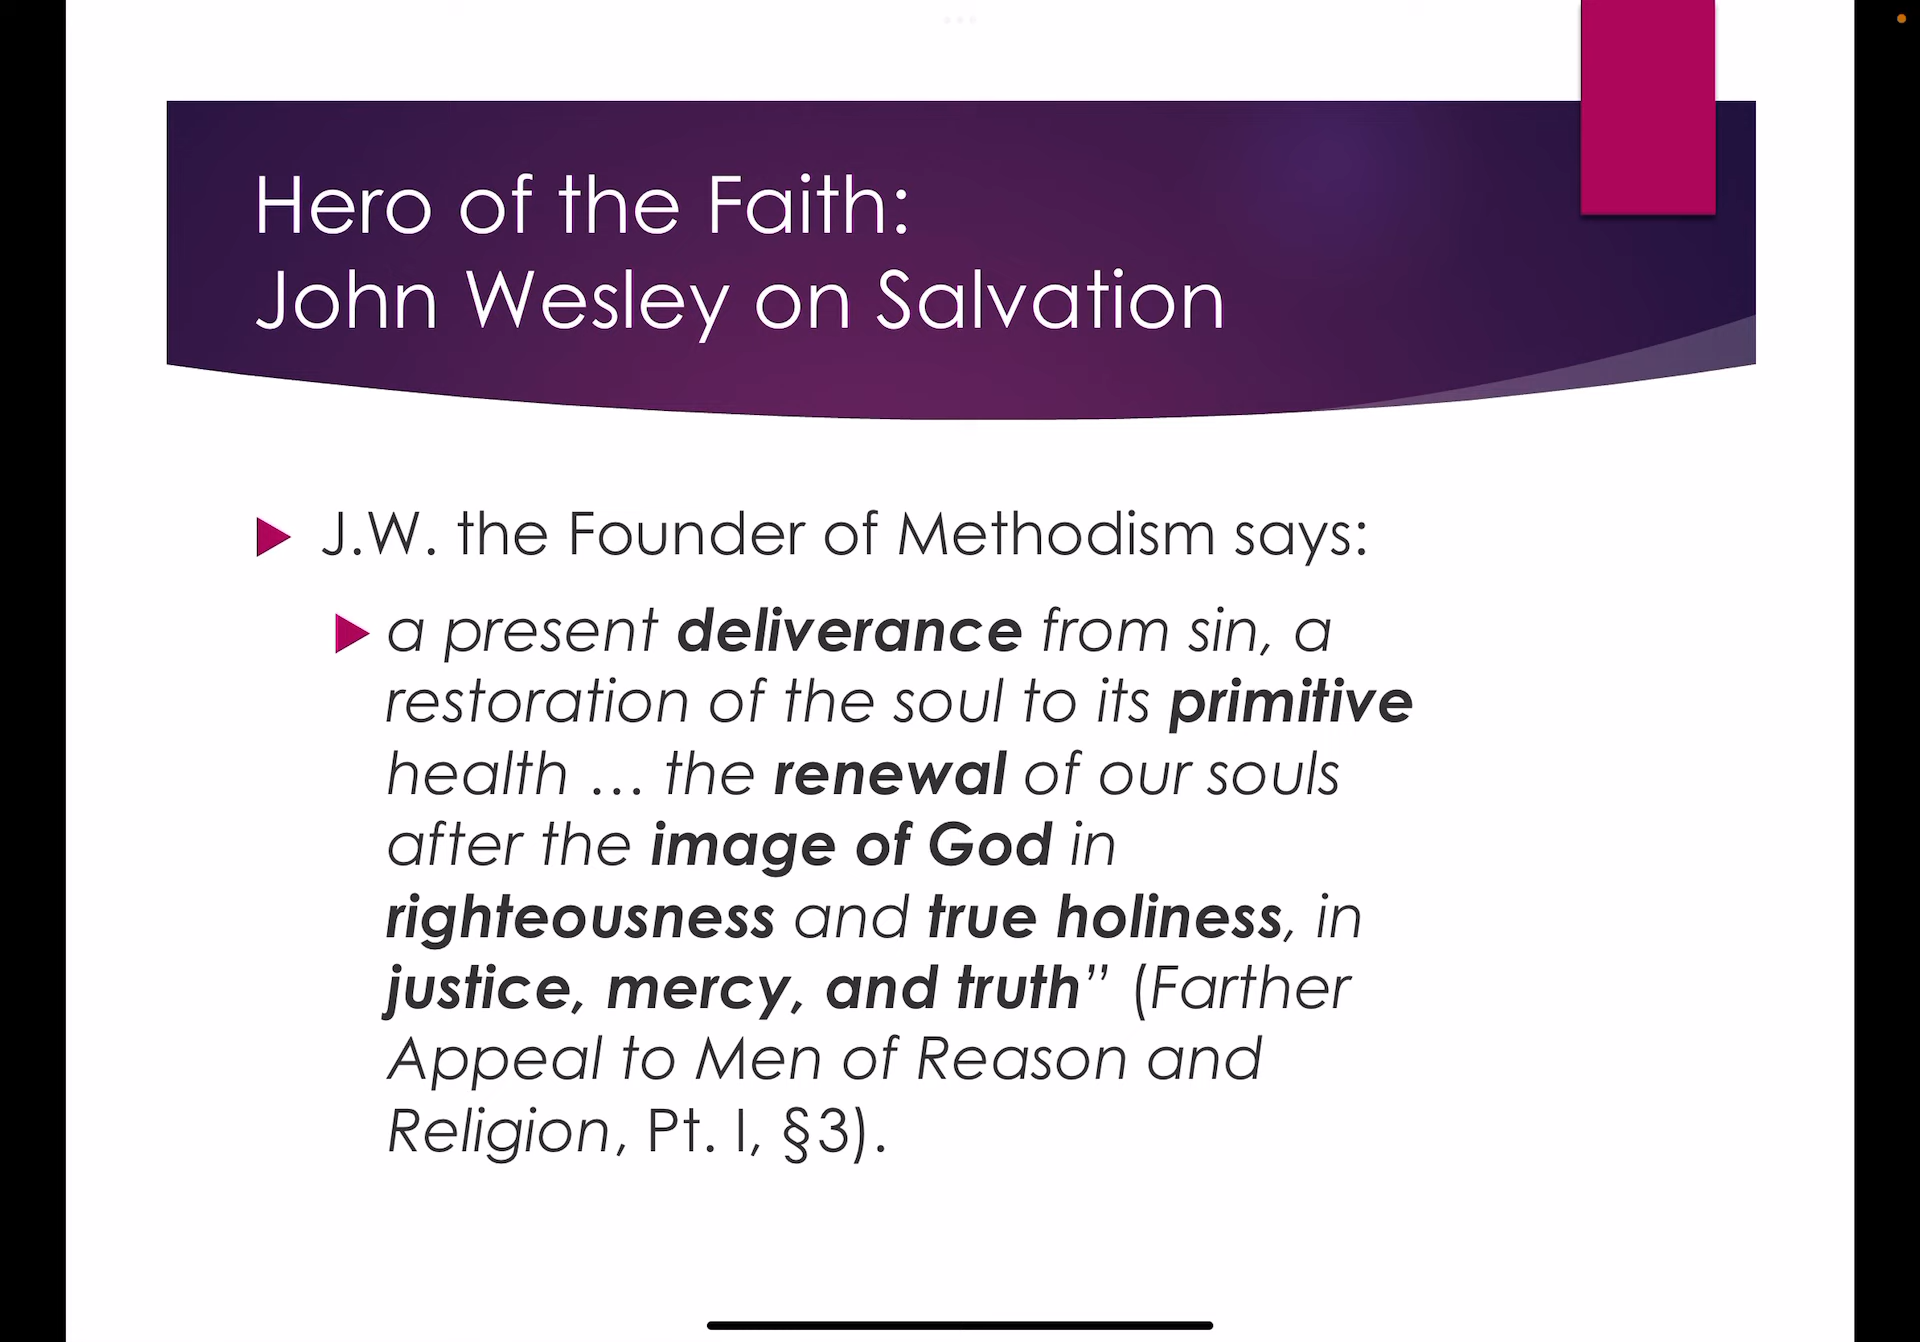 Hero of the Faith:
John Wesley on Salvation
J.W. the Founder of Methodism says:
a present deliverance from sin, a
restoration of the soul to its primitive
health … the renewal of our souls
after the image of God in
righteousness and true holiness, in
justice, mercy, and truth” (Farther
Appeal to Men of Reason and
Religion, Pt. I, §3).